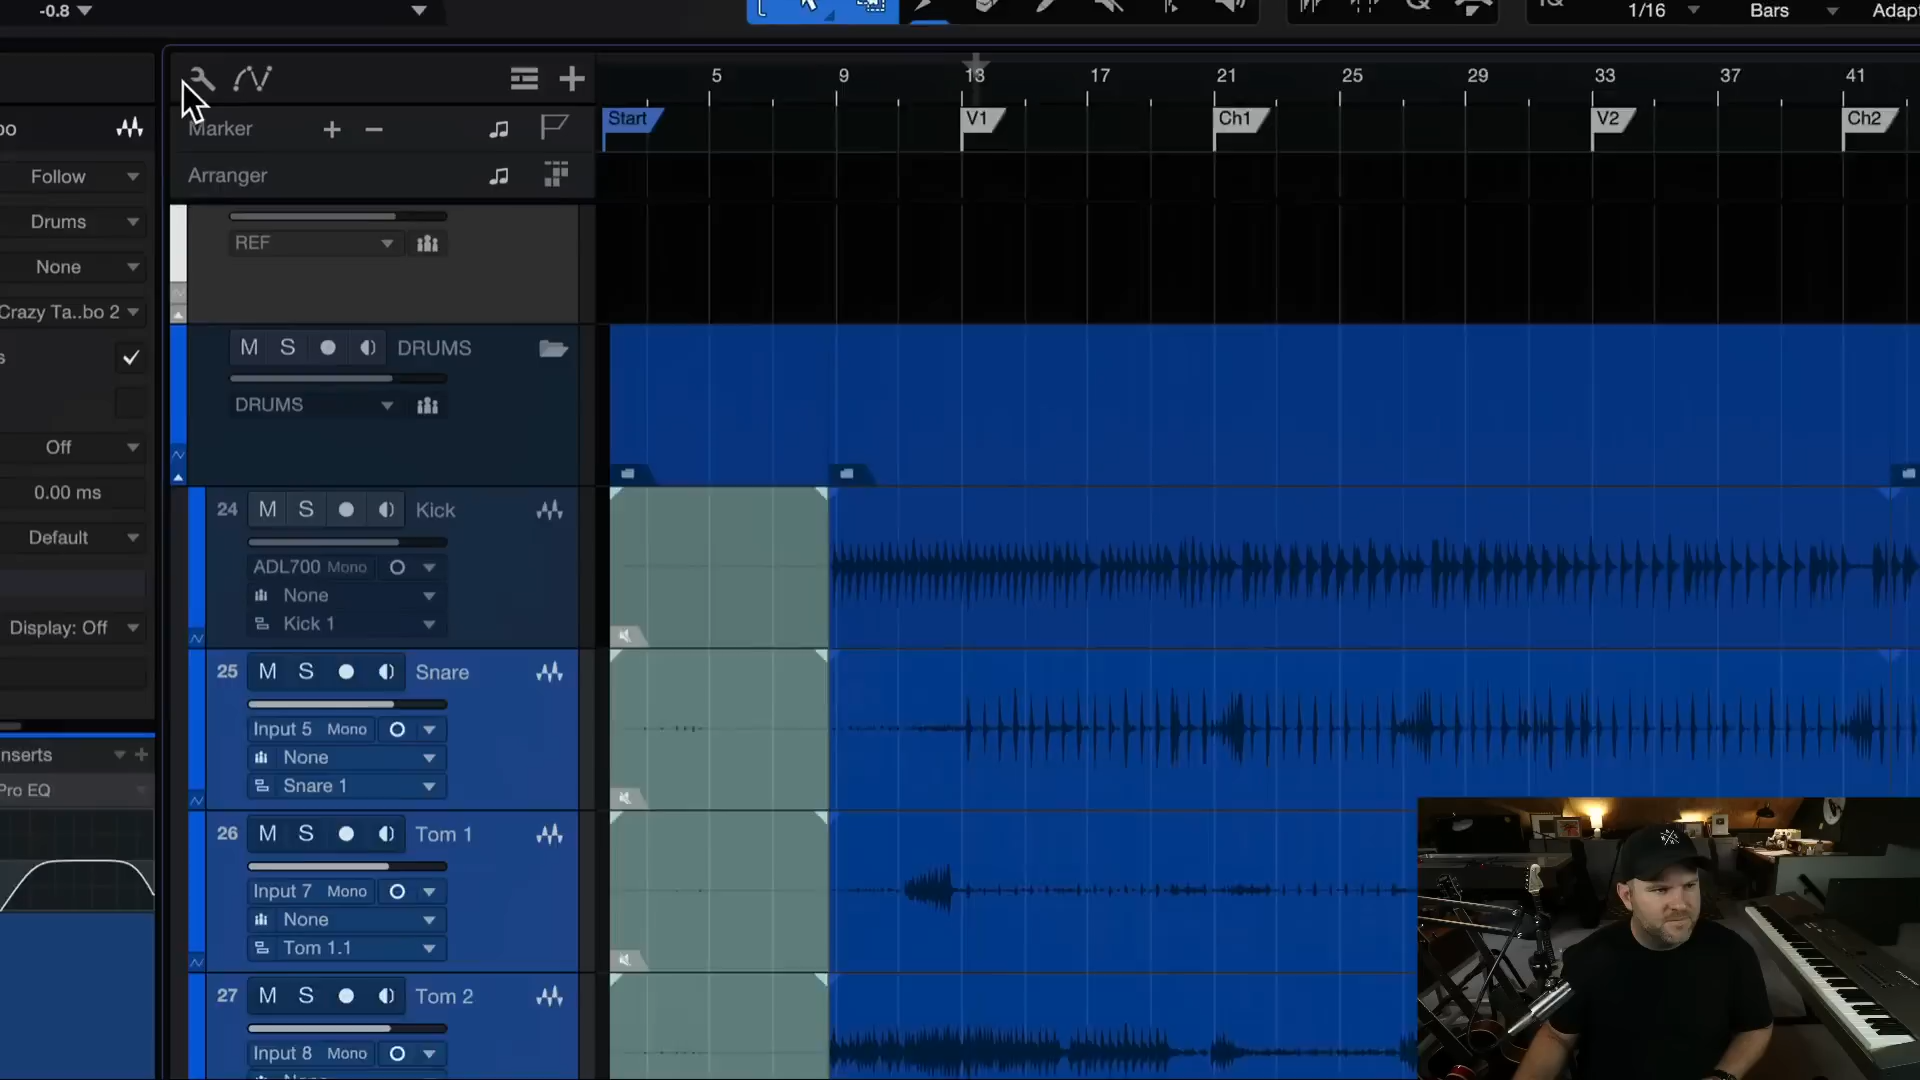 -0.8
1/16 Bars
5 9 13 17 21 25 29 33 37 41
Marker
Start V1 Ch1 V2 Ch2
Arranger
Follow
Drums
None
Crazy Ta..bo 2
Off
0.00 ms
Default
Display: Off
Pro EQ
REF
M S DRUMS
DRUMS
24 M S Kick
ADL700 Mono
None
Kick 1
25 M S Snare
Input 5 Mono
None
Snare 1
26 M S Tom 1
Input 7 Mono
None
Tom 1.1
27 M S Tom 2
Input 8 Mono